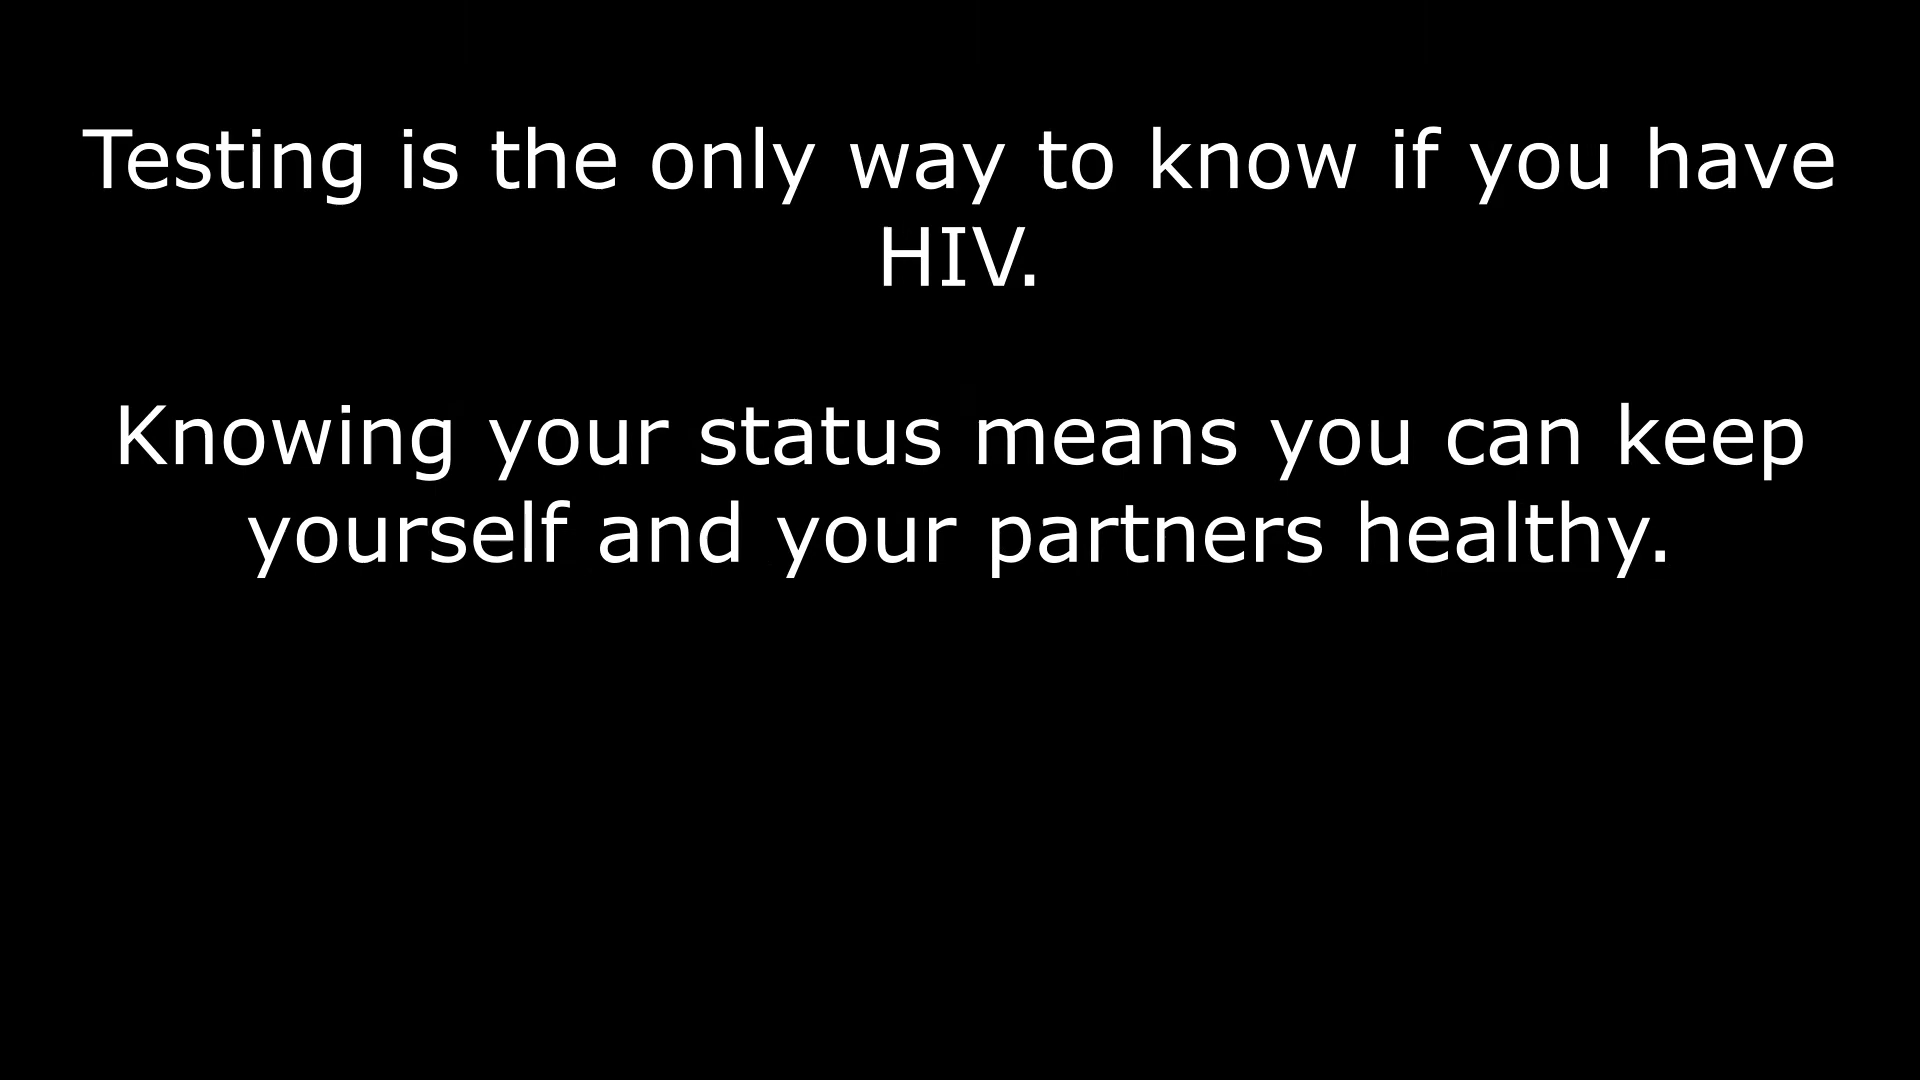 Testing is the only way to know if you have
HIV.
Knowing your status means you can keep
yourself and your partners healthy.